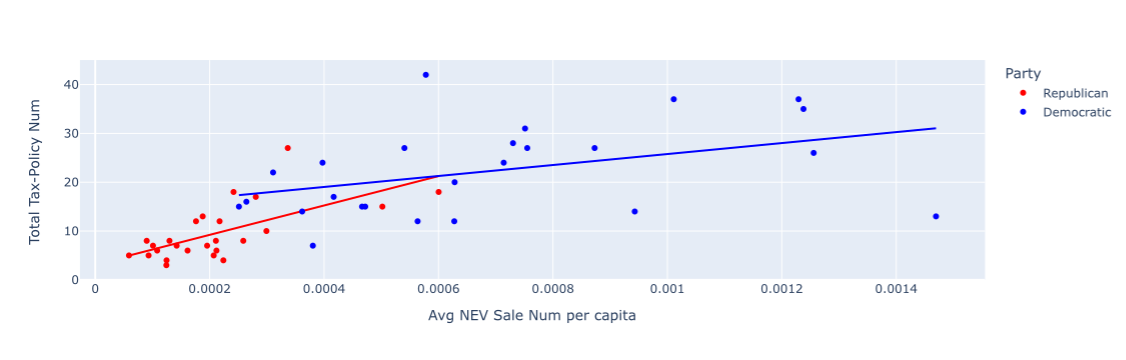 Party
Republican
Democratic
Total Tax-Policy Num
40
30
20
10
0
0 0.0002 0.0004 0.0006 0.0008 0.001 0.0012 0.0014
Avg NEV Sale Num per capita